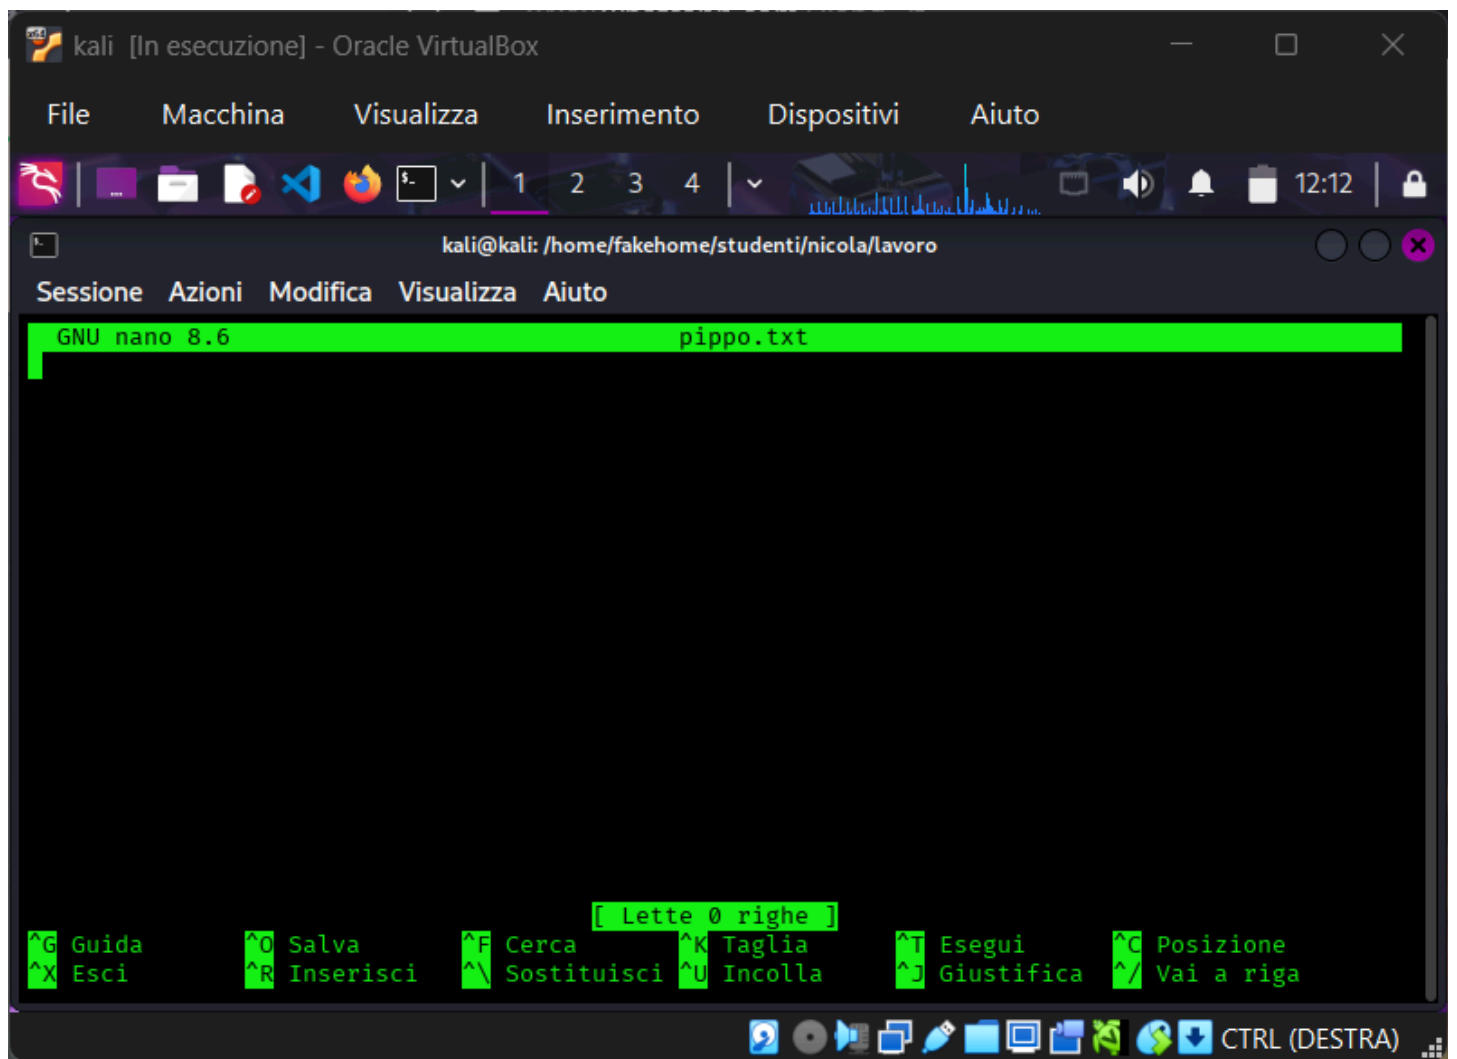 kali [In esecuzione] - Oracle VirtualBox
File Macchina Visualizza Inserimento Dispositivi Aiuto
1 2 3 4 12:12
kali@kali: /home/fakehome/studenti/nicola/lavoro
Sessione Azioni Modifica Visualizza Aiuto
GNU nano 8.6 pippo.txt
[ Lette 0 righe ]
^G Guida ^O Salva ^F Cerca ^K Taglia ^T Esegui ^C Posizione
^X Esci ^R Inserisci ^\ Sostituisci ^U Incolla ^J Giustifica ^/ Vai a riga
CTRL (DESTRA)